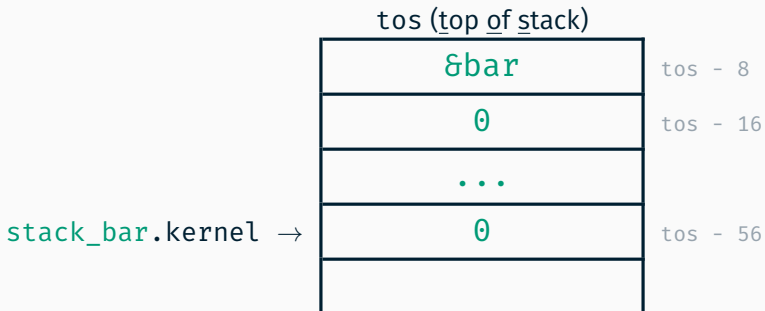 tos (top of stack)
&bar tos - 8
0 tos - 16
...
stack_bar.kernel → 0 tos - 56